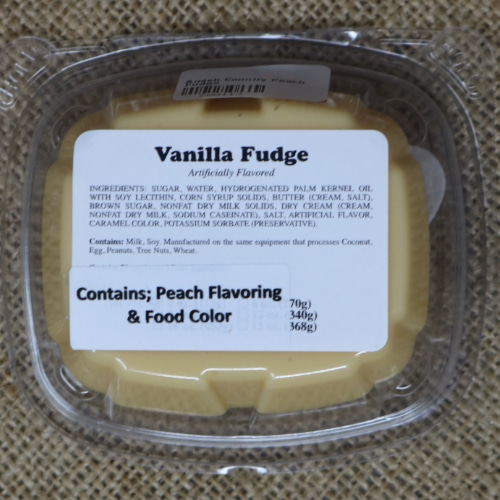 Amish Country Peach
Vanilla Fudge
Artificially Flavored
INGREDIENTS: SUGAR, WATER, HYDROGENATED PALM KERNEL OIL
WITH SOY LECITHIN, CORN SYRUP SOLIDS, BUTTER (CREAM, SALT),
BROWN SUGAR, NONFAT DRY MILK SOLIDS, DRY CREAM (CREAM,
NONFAT DRY MILK, SODIUM CASEINATE), SALT, ARTIFICIAL FLAVOR,
CARAMEL COLOR, POTASSIUM SORBATE (PRESERVATIVE).
Contains: Milk, Soy. Manufactured on the same equipment that processes Coconut,
Egg, Peanuts, Tree Nuts, Wheat.
Contains; Peach Flavoring
& Food Color
70g)
340g)
368g)